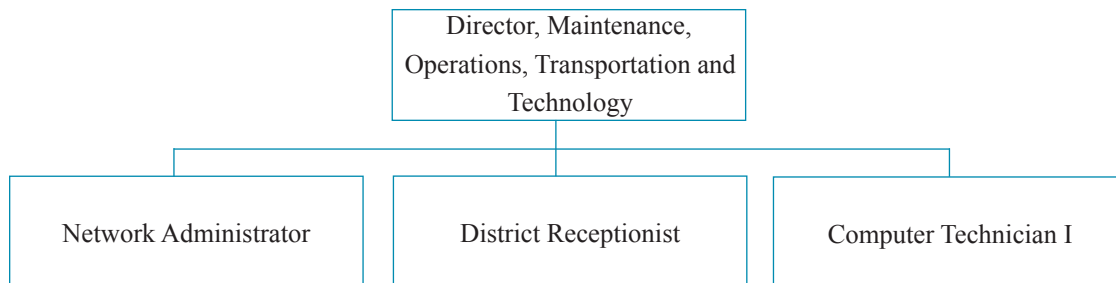 Director, Maintenance,
Operations, Transportation and
Technology
Network Administrator
District Receptionist
Computer Technician I